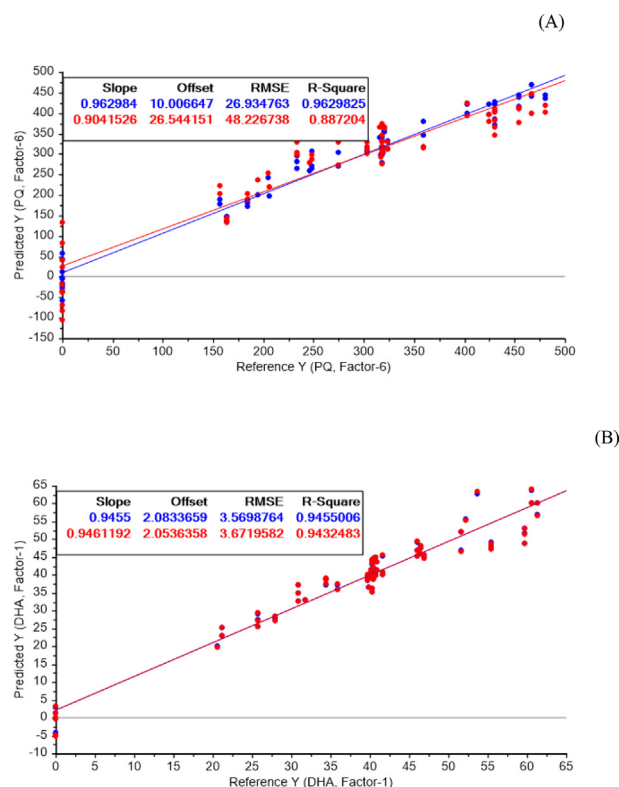 (A)
Slope Offset RMSE R-Square
0.962984 10.006647 26.934763 0.9629825
0.9041526 26.544151 48.226738 0.887204
Predicted Y (PQ, Factor-6)
500
450
400
350
300
250
200
150
100
50
0
-50
-100
-150
0 50 100 150 200 250 300 350 400 450 500
Reference Y (PQ, Factor-6)
(B)
Slope Offset RMSE R-Square
0.9455 2.0833659 3.5698764 0.9455006
0.9461192 2.0536358 3.6719582 0.9432483
Predicted Y (DHA, Factor-1)
65
60
55
50
45
40
35
30
25
20
15
10
5
0
-5
-10
0 5 10 15 20 25 30 35 40 45 50 55 60 65
Reference Y (DHA, Factor-1)